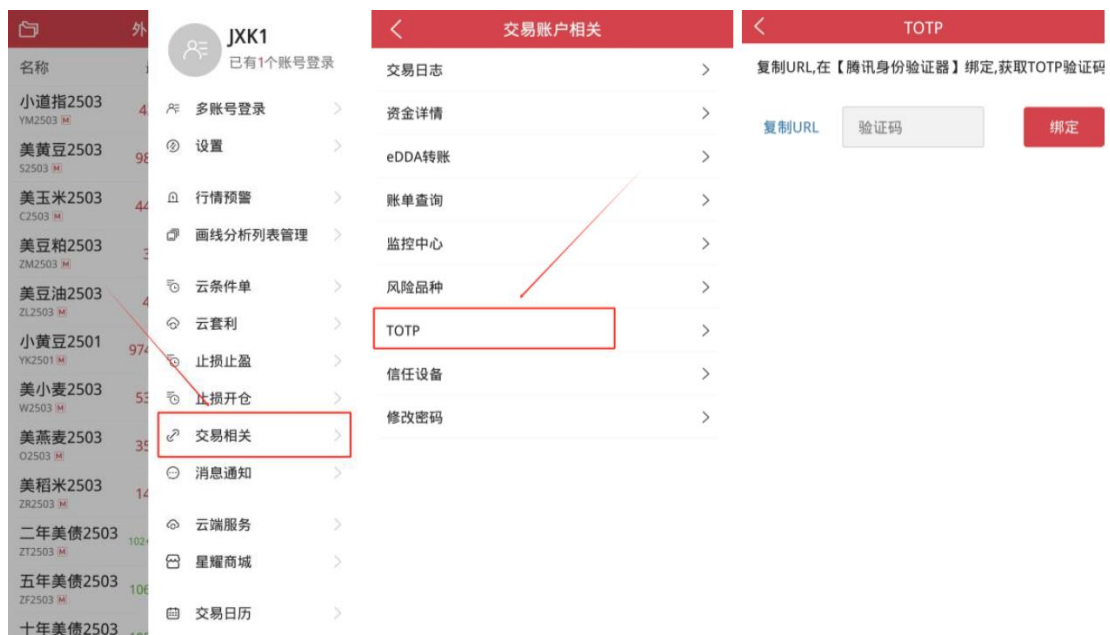 外
名称
小道指2503
YM2503 M
4
美黄豆2503
S2503 M
98
美玉米2503
C2503 M
44
美豆粕2503
ZM2503 M
3
美豆油2503
ZL2503 M
4
小黄豆2501
YK2501 M
974
美小麦2503
W2503 M
53
美燕麦2503
O2503 M
35
美稻米2503
ZR2503 M
14
二年美债2503
ZT2503 M
102
五年美债2503
ZF2503 M
106
十年美债2503
JXK1
已有1个账号登录
多账号登录
设置
行情预警
画线分析列表管理
云条件单
云套利
止损止盈
止损开仓
交易相关
消息通知
云端服务
星耀商城
交易日历
交易账户相关
交易日志
资金详情
eDDA转账
账单查询
监控中心
风险品种
TOTP
信任设备
修改密码
TOTP
复制URL,在【腾讯身份验证器】绑定,获取TOTP验证码
复制URL 验证码 绑定